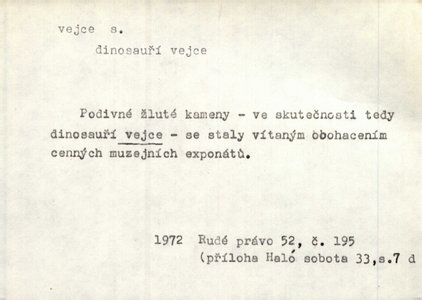 vejce s.
dinosauří vejce
Podivné žluté kameny - ve skutečnosti tedy
dinosauří vejce - se staly vítaným obohacením
cenných muzejních exponátů.
1972 Rudé právo 52, č. 195
(příloha Haló sobota 33,s.7 d